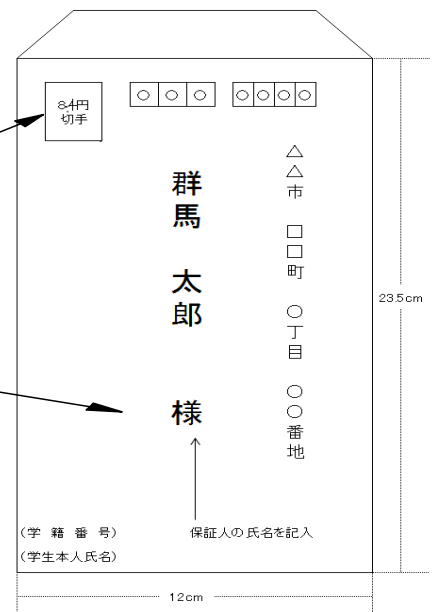 84円
切手
○○○ ○○○○
△△市 □□町 ○丁目 ○○番地
群馬 太郎 様
23.5cm
(学籍番号)
保証人の氏名を記入
(学生本人氏名)
12cm